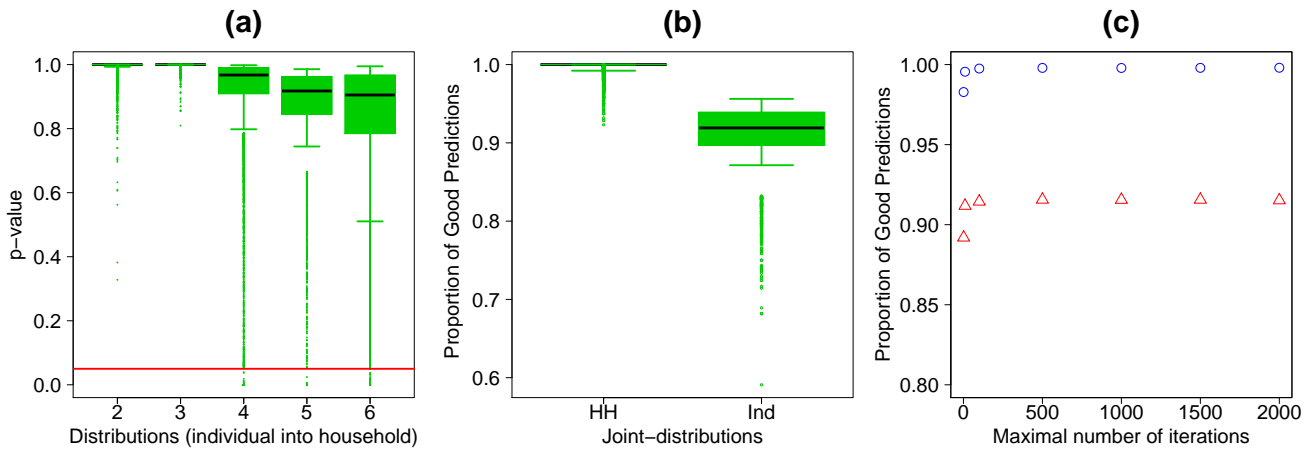 (a)
p−value
1.0
0.8
0.6
0.4
0.2
0.0
2 3 4 5 6
Distributions (individual into household)
(b)
Proportion of Good Predictions
1.0
0.9
0.8
0.7
0.6
HH Ind
Joint−distributions
(c)
Proportion of Good Predictions
1.00
0.95
0.90
0.85
0.80
0 500 1000 1500 2000
Maximal number of iterations